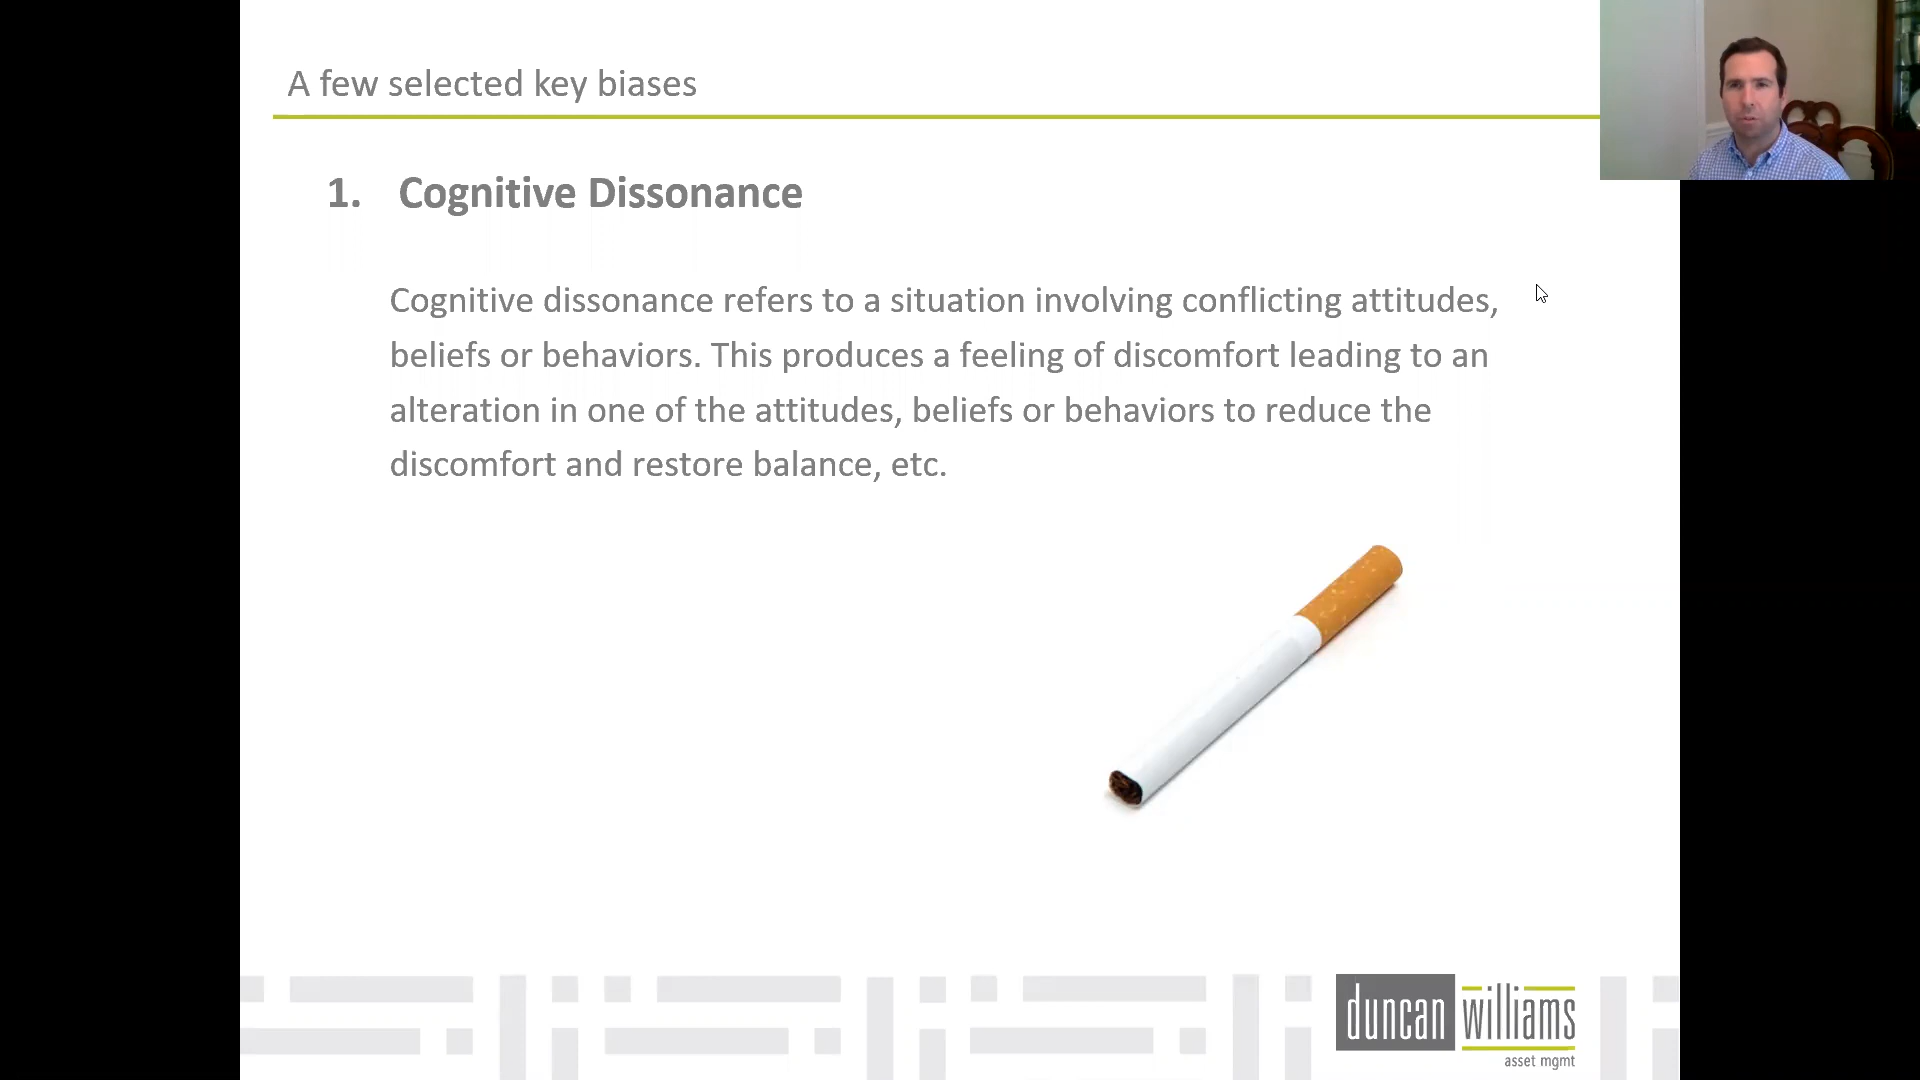 A few selected key biases
1. Cognitive Dissonance
Cognitive dissonance refers to a situation involving conflicting attitudes,
beliefs or behaviors. This produces a feeling of discomfort leading to an
alteration in one of the attitudes, beliefs or behaviors to reduce the
discomfort and restore balance, etc.
duncan williams
asset mgmt